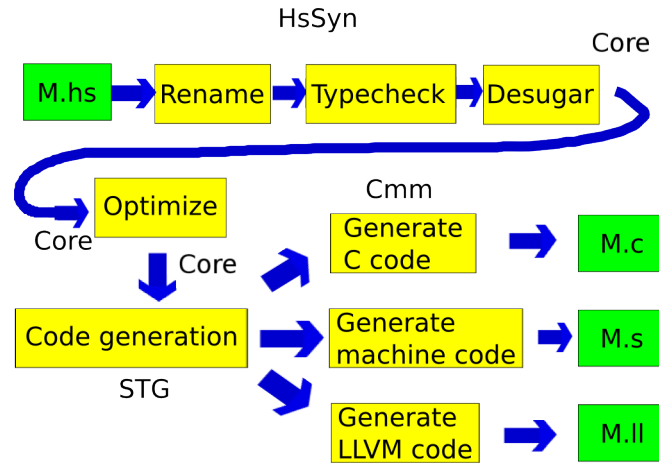 HsSyn
Core
M.hs
Rename
Typecheck
Desugar
Optimize
Core
Core
Cmm
Generate
C code
M.c
Code generation
STG
Generate
machine code
M.s
Generate
LLVM code
M.ll